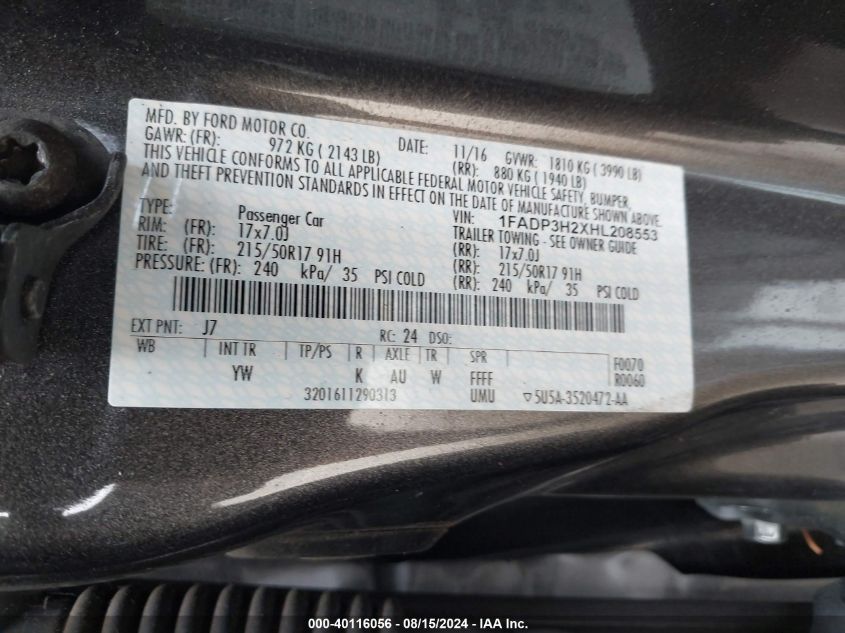 MFD. BY FORD MOTOR CO.
DATE: 11/16 GVWR: 1810 KG ( 3990 LB)
GAWR: (FR): 972 KG ( 2143 LB) (RR): 880 KG ( 1940 LB)
THIS VEHICLE CONFORMS TO ALL APPLICABLE FEDERAL MOTOR VEHICLE SAFETY, BUMPER,
AND THEFT PREVENTION STANDARDS IN EFFECT ON THE DATE OF MANUFACTURE SHOWN ABOVE.
VIN: 1FADP3H2XHL208553
TYPE: Passenger Car TRAILER TOWING - SEE OWNER GUIDE
RIM: (FR): 17x7.0J (RR): 17x7.0J
TIRE: (FR): 215/50R17 91H (RR): 215/50R17 91H
PRESSURE: (FR): 240 kPa/ 35 PSI COLD (RR): 240 kPa/ 35 PSI COLD
EXT PNT: J7 RC: 24 DSO:
WB INT TR TP/PS R AXLE TR SPR F0070
YW K AU W FFFF R0060
3201611290313 UMU ▽5U5A-3520472-AA
000-40116056 - 08/15/2024 - IAA Inc.